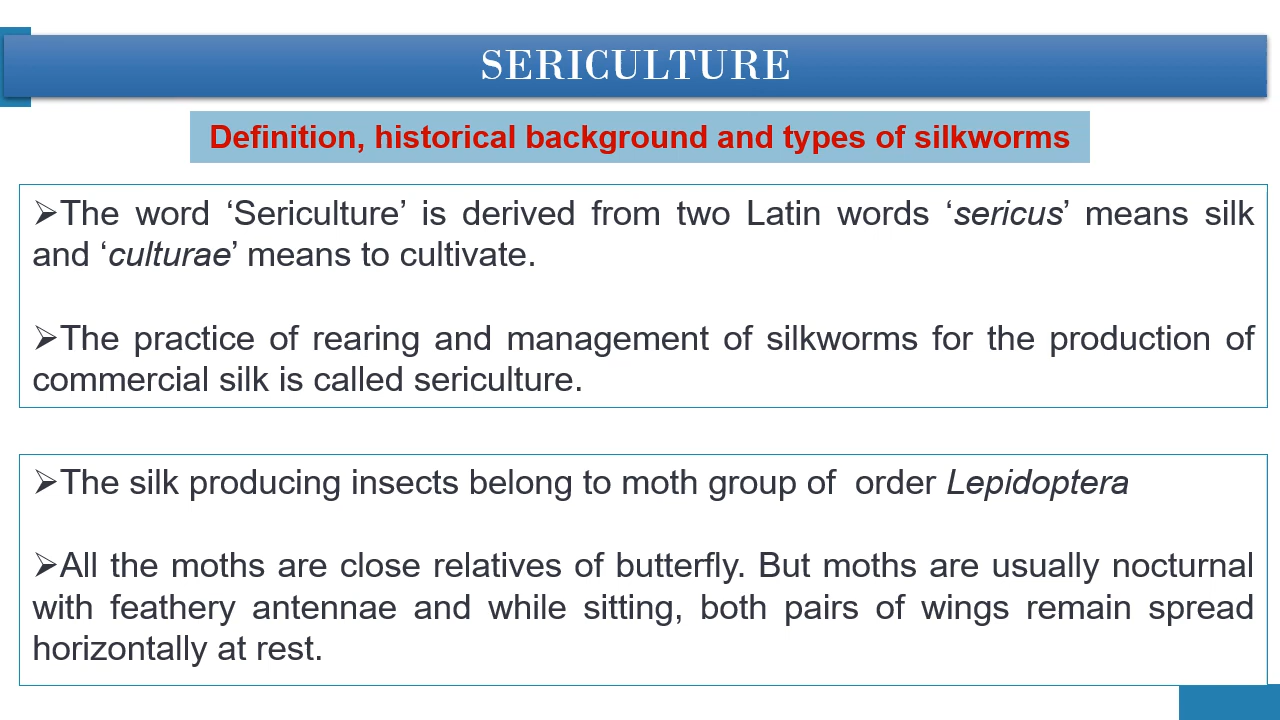 SERICULTURE
Definition, historical background and types of silkworms
➢The word ‘Sericulture’ is derived from two Latin words ‘sericus’ means silk
and ‘culturae’ means to cultivate.
➢The practice of rearing and management of silkworms for the production of
commercial silk is called sericulture.
➢The silk producing insects belong to moth group of  order Lepidoptera
➢All the moths are close relatives of butterfly. But moths are usually nocturnal
with feathery antennae and while sitting, both pairs of wings remain spread
horizontally at rest.